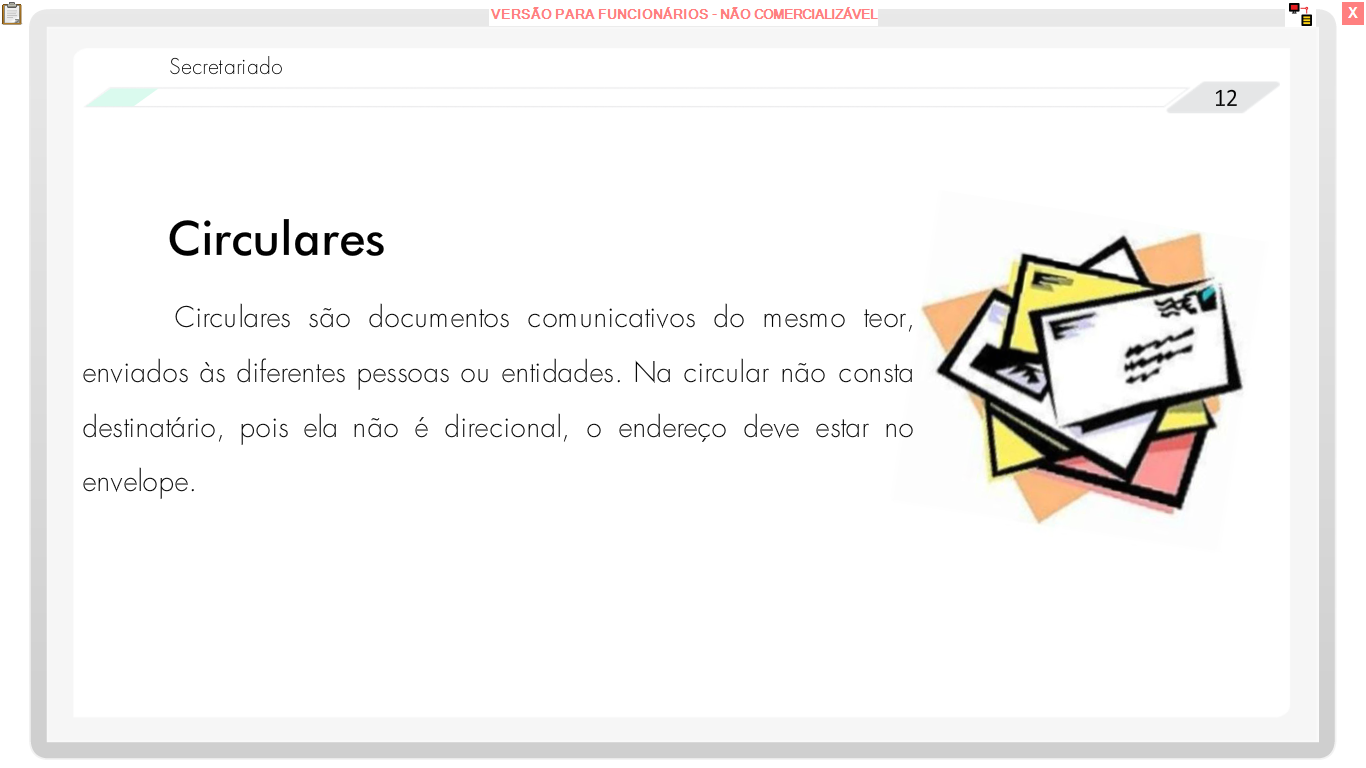 VERSÃO PARA FUNCIONÁRIOS - NÃO COMERCIALIZÁVEL
X
Secretariado
12
Circulares
Circulares são documentos comunicativos do mesmo teor,
enviados às diferentes pessoas ou entidades. Na circular não consta
destinatário, pois ela não é direcional, o endereço deve estar no
envelope.